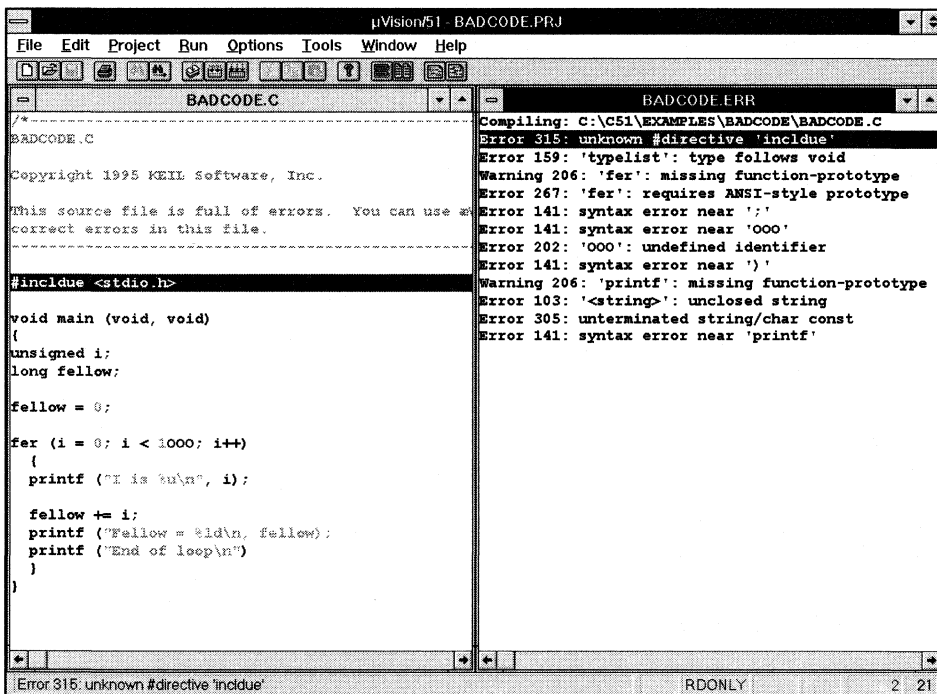 µVision/51 - BADCODE.PRJ
File Edit Project Run Options Tools Window Help
BADCODE.C
/*--------------------------------------------------
BADCODE.C
Copyright 1995 KEIL Software, Inc.
This source file is full of errors. You can use
correct errors in this file.
--------------------------------------------------
#incldue <stdio.h>
void main (void, void)
{
unsigned i;
long fellow;
fellow = 0;
fer (i = 0; i < 1OOO; i++)
{
printf ("I is %u\n", i);
fellow += i;
printf ("Fellow = %ld\n, fellow);
printf ("End of loop\n")
}
}
BADCODE.ERR
Compiling: C:\C51\EXAMPLES\BADCODE\BADCODE.C
Error 315: unknown #directive 'incldue'
Error 159: 'typelist': type follows void
Warning 206: 'fer': missing function-prototype
Error 267: 'fer': requires ANSI-style prototype
Error 141: syntax error near ';'
Error 141: syntax error near 'OOO'
Error 202: 'OOO': undefined identifier
Error 141: syntax error near ')'
Warning 206: 'printf': missing function-prototype
Error 103: '<string>': unclosed string
Error 305: unterminated string/char const
Error 141: syntax error near 'printf'
Error 315: unknown #directive 'incldue'
RDONLY
2 21